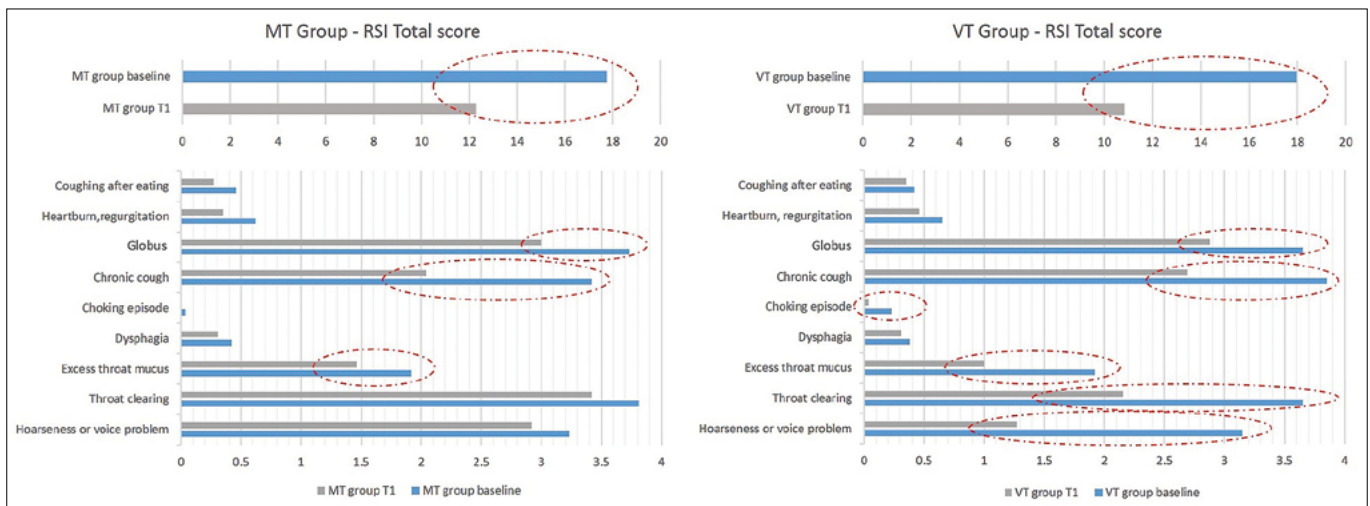 MT Group - RSI Total score
MT group baseline
MT group T1
0 2 4 6 8 10 12 14 16 18 20
Coughing after eating
Heartburn,regurgitation
Globus
Chronic cough
Choking episode
Dysphagia
Excess throat mucus
Throat clearing
Hoarseness or voice problem
0 0.5 1 1.5 2 2.5 3 3.5 4
MT group T1 MT group baseline
VT Group - RSI Total score
VT group baseline
VT group T1
0 2 4 6 8 10 12 14 16 18 20
Coughing after eating
Heartburn, regurgitation
Globus
Chronic cough
Choking episode
Dysphagia
Excess throat mucus
Throat clearing
Hoarseness or voice problem
0 0.5 1 1.5 2 2.5 3 3.5 4
VT group T1 VT group baseline